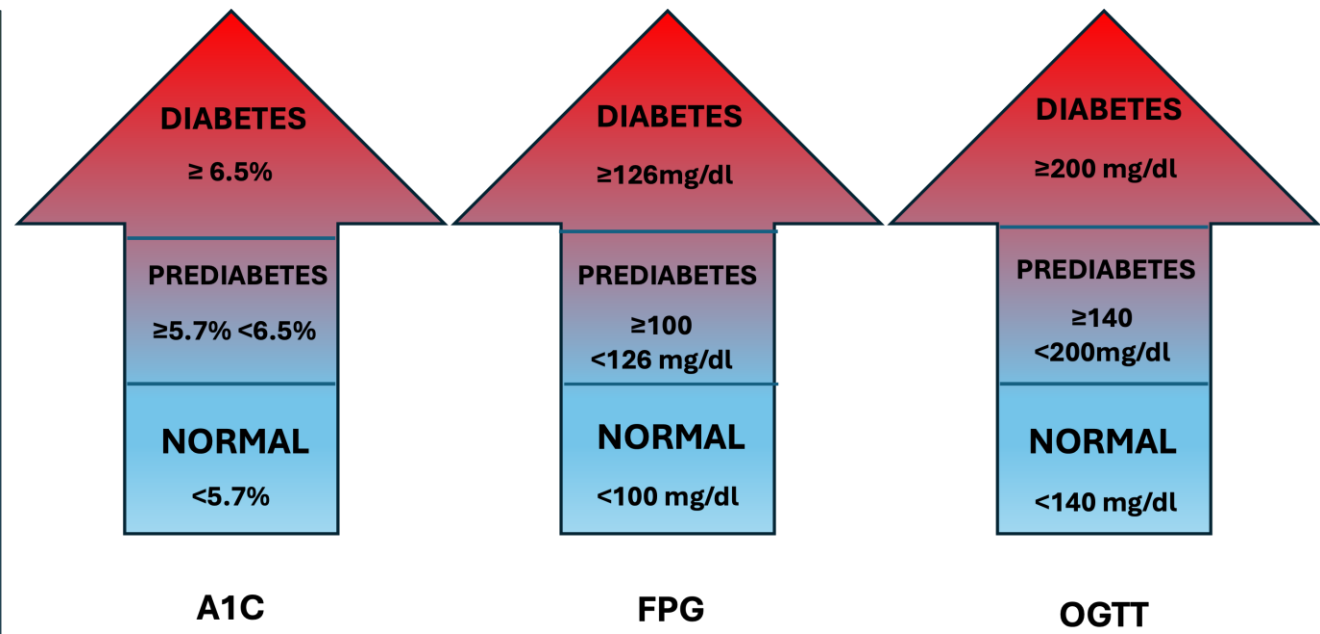 DIABETES
≥ 6.5%
PREDIABETES
≥5.7% <6.5%
NORMAL
<5.7%
A1C
DIABETES
≥126mg/dl
PREDIABETES
≥100
<126 mg/dl
NORMAL
<100 mg/dl
FPG
DIABETES
≥200 mg/dl
PREDIABETES
≥140
<200mg/dl
NORMAL
<140 mg/dl
OGTT